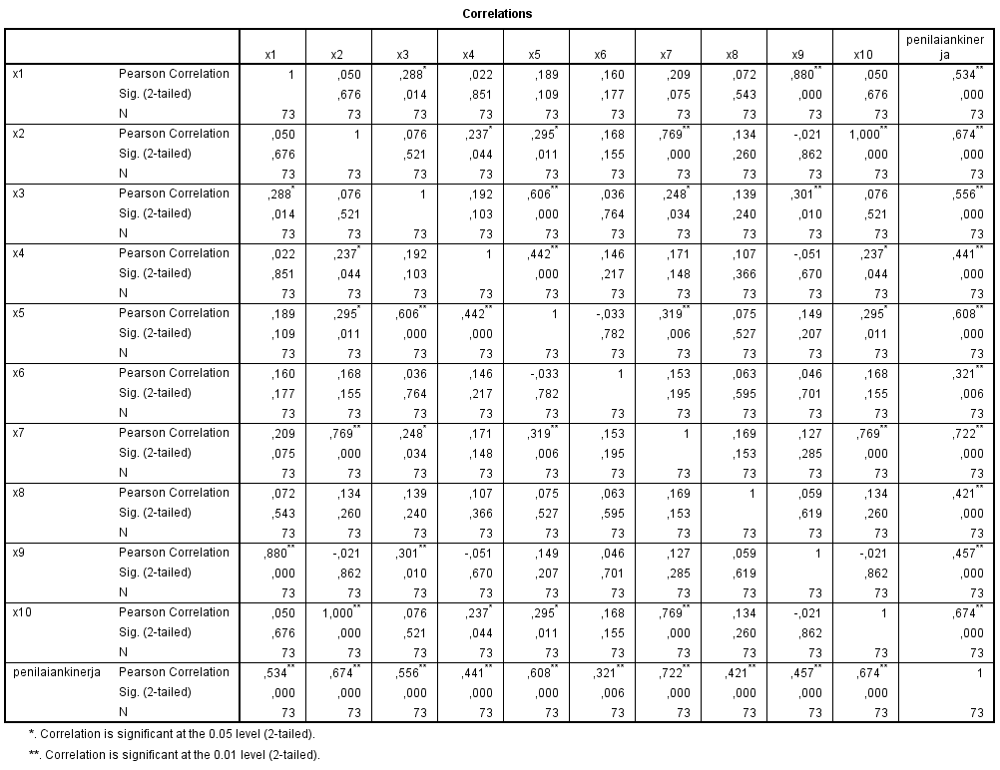 Correlations
x1 x2 x3 x4 x5 x6 x7 x8 x9 x10 penilaiankiner
ja
x1 Pearson Correlation 1 ,050 ,288* ,022 ,189 ,160 ,209 ,072 ,880** ,050 ,534**
Sig. (2-tailed) ,676 ,014 ,851 ,109 ,177 ,075 ,543 ,000 ,676 ,000
N 73 73 73 73 73 73 73 73 73 73 73
x2 Pearson Correlation ,050 1 ,076 ,237* ,295* ,168 ,769** ,134 -,021 1,000** ,674**
Sig. (2-tailed) ,676 ,521 ,044 ,011 ,155 ,000 ,260 ,862 ,000 ,000
N 73 73 73 73 73 73 73 73 73 73 73
x3 Pearson Correlation ,288* ,076 1 ,192 ,606** ,036 ,248* ,139 ,301** ,076 ,556**
Sig. (2-tailed) ,014 ,521 ,103 ,000 ,764 ,034 ,240 ,010 ,521 ,000
N 73 73 73 73 73 73 73 73 73 73 73
x4 Pearson Correlation ,022 ,237* ,192 1 ,442** ,146 ,171 ,107 -,051 ,237* ,441**
Sig. (2-tailed) ,851 ,044 ,103 ,000 ,217 ,148 ,366 ,670 ,044 ,000
N 73 73 73 73 73 73 73 73 73 73 73
x5 Pearson Correlation ,189 ,295* ,606** ,442** 1 -,033 ,319** ,075 ,149 ,295* ,608**
Sig. (2-tailed) ,109 ,011 ,000 ,000 ,782 ,006 ,527 ,207 ,011 ,000
N 73 73 73 73 73 73 73 73 73 73 73
x6 Pearson Correlation ,160 ,168 ,036 ,146 -,033 1 ,153 ,063 ,046 ,168 ,321**
Sig. (2-tailed) ,177 ,155 ,764 ,217 ,782 ,195 ,595 ,701 ,155 ,006
N 73 73 73 73 73 73 73 73 73 73 73
x7 Pearson Correlation ,209 ,769** ,248* ,171 ,319** ,153 1 ,169 ,127 ,769** ,722**
Sig. (2-tailed) ,075 ,000 ,034 ,148 ,006 ,195 ,153 ,285 ,000 ,000
N 73 73 73 73 73 73 73 73 73 73 73
x8 Pearson Correlation ,072 ,134 ,139 ,107 ,075 ,063 ,169 1 ,059 ,134 ,421**
Sig. (2-tailed) ,543 ,260 ,240 ,366 ,527 ,595 ,153 ,619 ,260 ,000
N 73 73 73 73 73 73 73 73 73 73 73
x9 Pearson Correlation ,880** -,021 ,301** -,051 ,149 ,046 ,127 ,059 1 -,021 ,457**
Sig. (2-tailed) ,000 ,862 ,010 ,670 ,207 ,701 ,285 ,619 ,862 ,000
N 73 73 73 73 73 73 73 73 73 73 73
x10 Pearson Correlation ,050 1,000** ,076 ,237* ,295* ,168 ,769** ,134 -,021 1 ,674**
Sig. (2-tailed) ,676 ,000 ,521 ,044 ,011 ,155 ,000 ,260 ,862 ,000
N 73 73 73 73 73 73 73 73 73 73 73
penilaiankinerja Pearson Correlation ,534** ,674** ,556** ,441** ,608** ,321** ,722** ,421** ,457** ,674** 1
Sig. (2-tailed) ,000 ,000 ,000 ,000 ,000 ,006 ,000 ,000 ,000 ,000
N 73 73 73 73 73 73 73 73 73 73 73
*. Correlation is significant at the 0.05 level (2-tailed).
**. Correlation is significant at the 0.01 level (2-tailed).